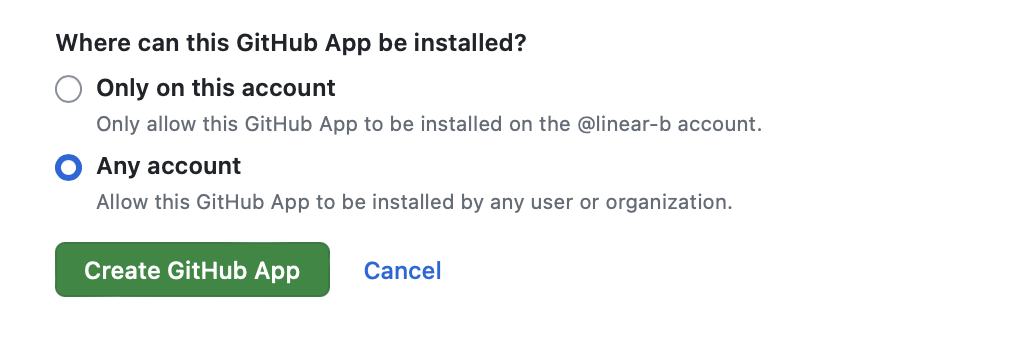 Where can this GitHub App be installed?
Only on this account
Only allow this GitHub App to be installed on the @linear-b account.
Any account
Allow this GitHub App to be installed by any user or organization.
Create GitHub App Cancel